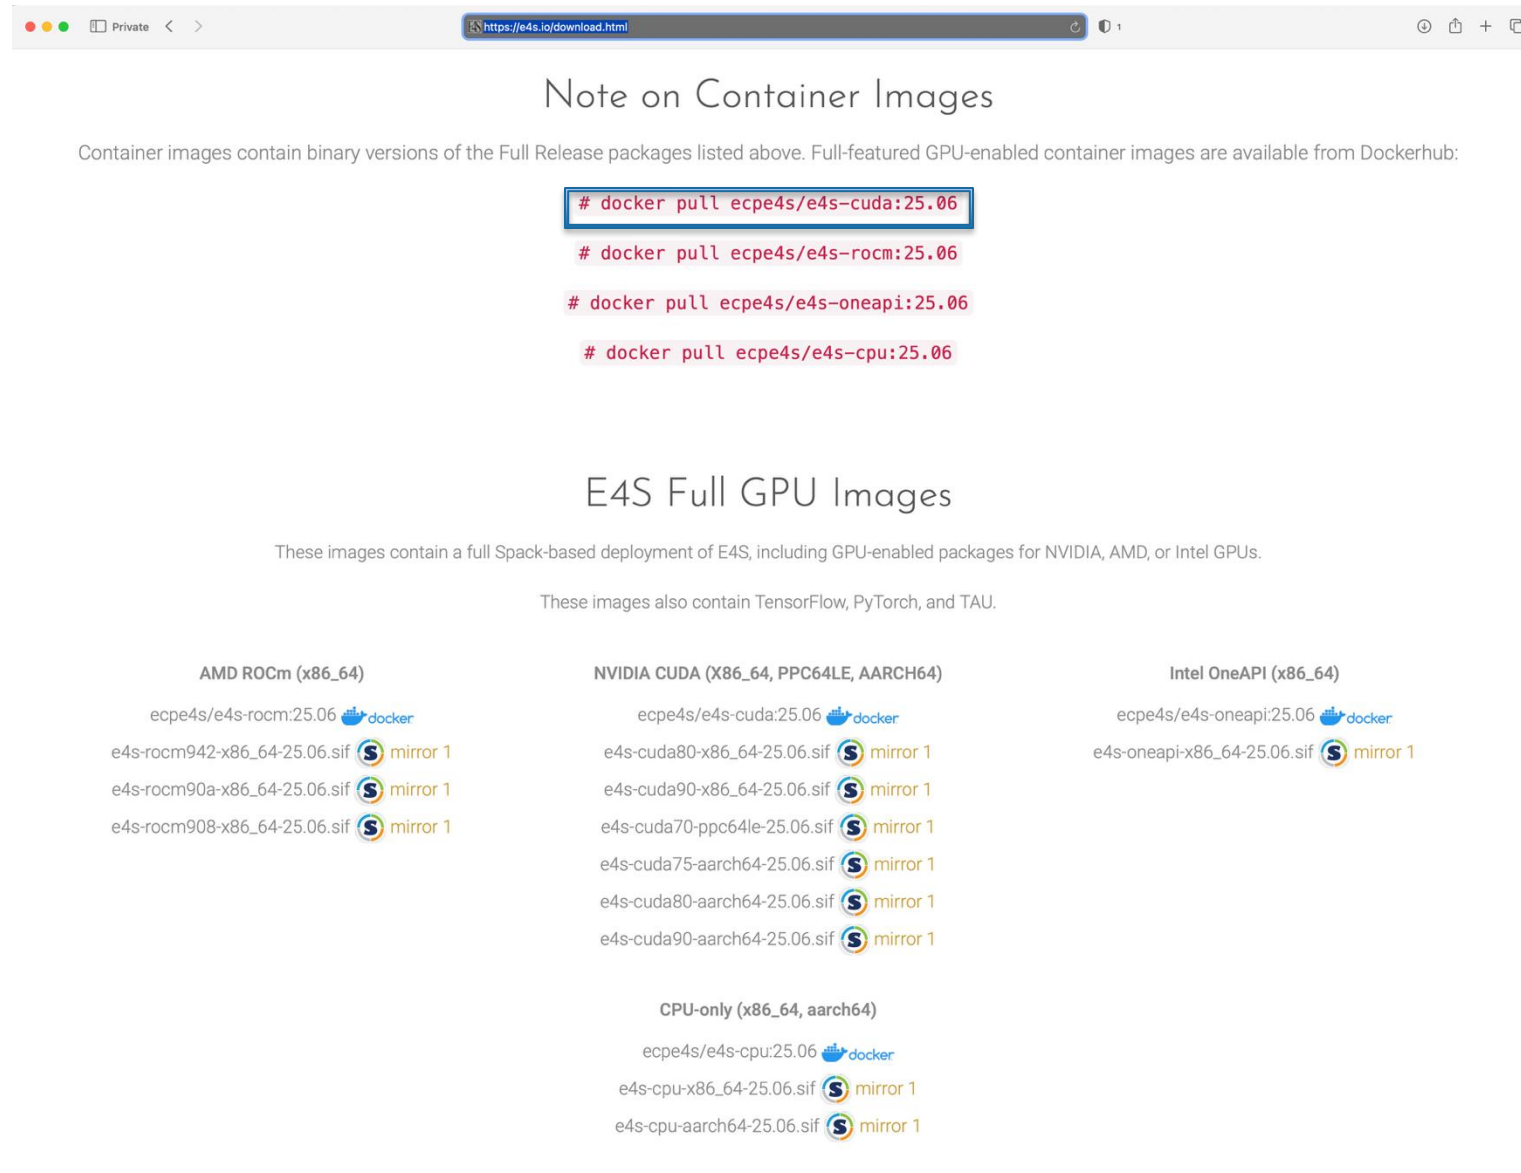 Private
https://e4s.io/download.html
1
Note on Container Images
Container images contain binary versions of the Full Release packages listed above. Full-featured GPU-enabled container images are available from Dockerhub:
# docker pull ecpe4s/e4s-cuda:25.06
# docker pull ecpe4s/e4s-rocm:25.06
# docker pull ecpe4s/e4s-oneapi:25.06
# docker pull ecpe4s/e4s-cpu:25.06
E4S Full GPU Images
These images contain a full Spack-based deployment of E4S, including GPU-enabled packages for NVIDIA, AMD, or Intel GPUs.
These images also contain TensorFlow, PyTorch, and TAU.
AMD ROCm (x86_64)
ecpe4s/e4s-rocm:25.06 docker
e4s-rocm942-x86_64-25.06.sif S mirror 1
e4s-rocm90a-x86_64-25.06.sif S mirror 1
e4s-rocm908-x86_64-25.06.sif S mirror 1
NVIDIA CUDA (X86_64, PPC64LE, AARCH64)
ecpe4s/e4s-cuda:25.06 docker
e4s-cuda80-x86_64-25.06.sif S mirror 1
e4s-cuda90-x86_64-25.06.sif S mirror 1
e4s-cuda70-ppc64le-25.06.sif S mirror 1
e4s-cuda75-aarch64-25.06.sif S mirror 1
e4s-cuda80-aarch64-25.06.sif S mirror 1
e4s-cuda90-aarch64-25.06.sif S mirror 1
Intel OneAPI (x86_64)
ecpe4s/e4s-oneapi:25.06 docker
e4s-oneapi-x86_64-25.06.sif S mirror 1
CPU-only (x86_64, aarch64)
ecpe4s/e4s-cpu:25.06 docker
e4s-cpu-x86_64-25.06.sif S mirror 1
e4s-cpu-aarch64-25.06.sif S mirror 1